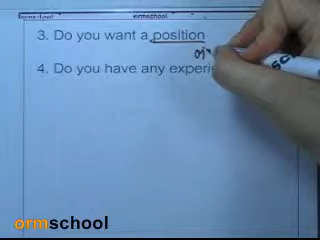 ormschool
3. Do you want a position
4. Do you have any experi
ormschool